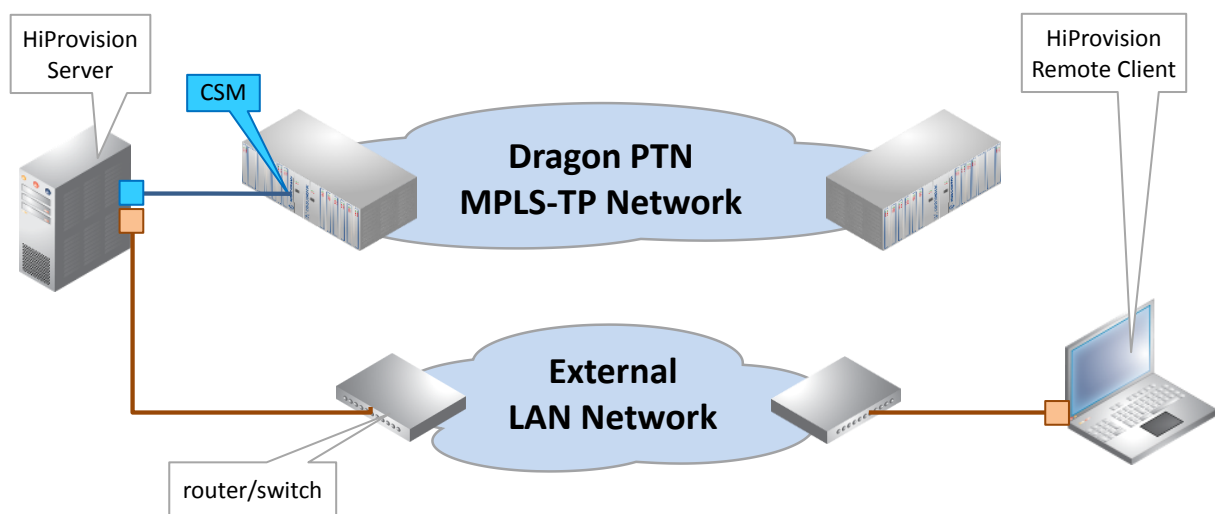 HiProvision
Server
CSM
HiProvision
Remote Client
Dragon PTN
MPLS-TP Network
External
LAN Network
router/switch